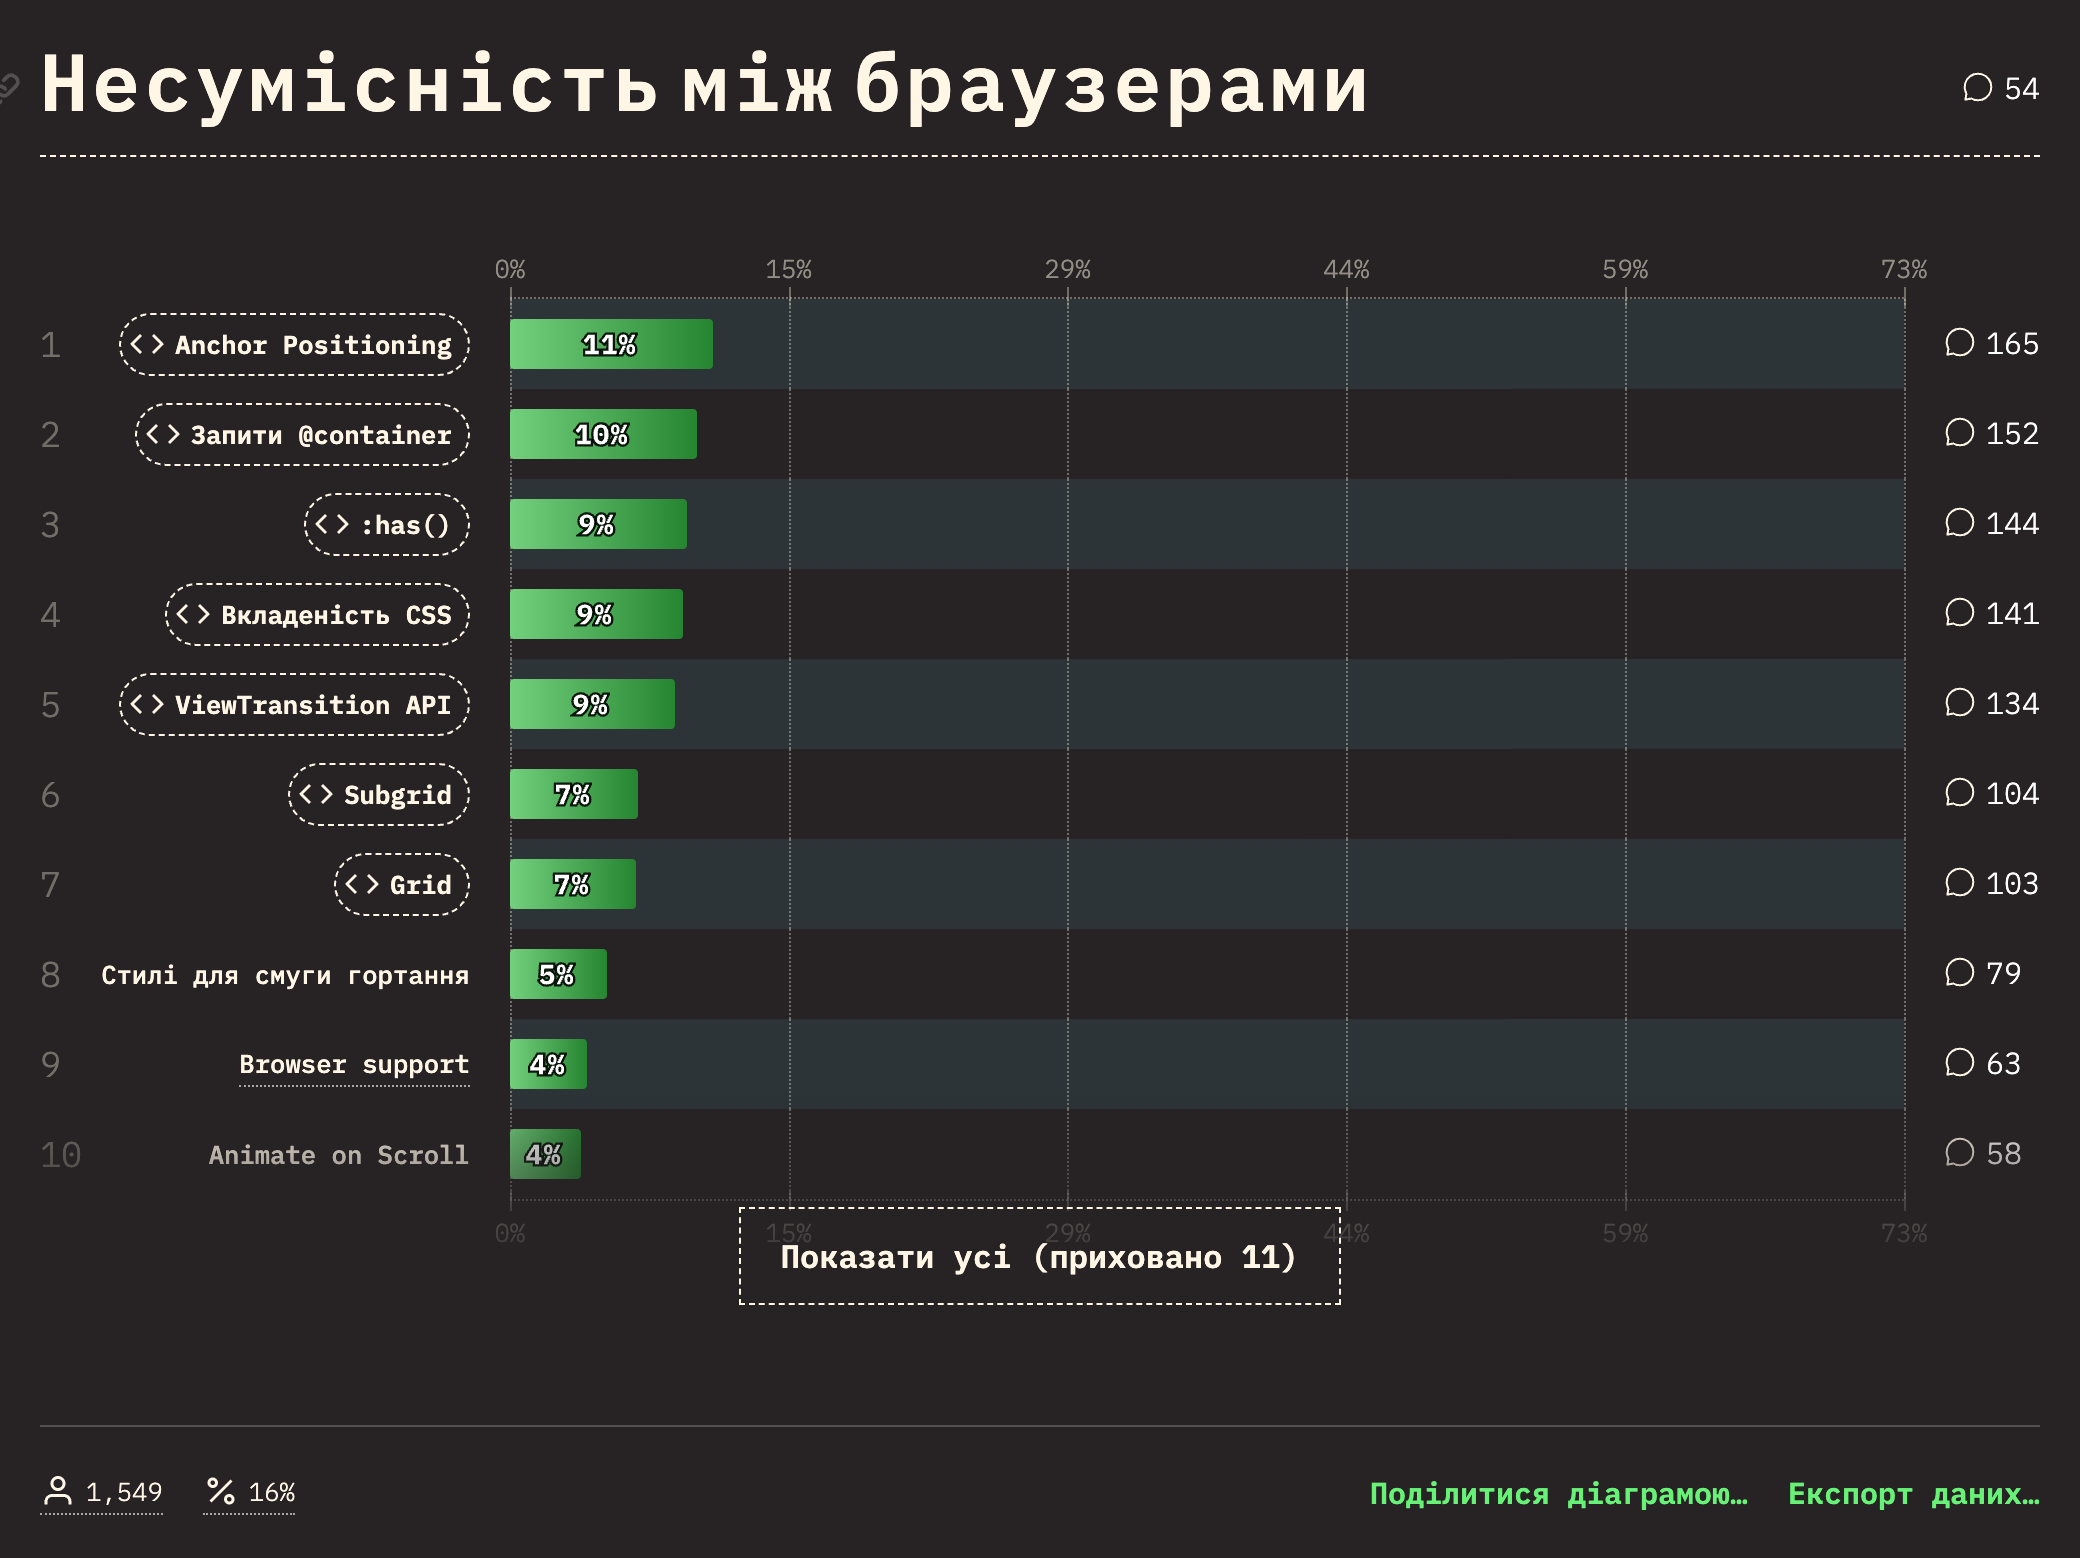 Несумісність між браузерами
54
0% 15% 29% 44% 59% 73%
1 <> Anchor Positioning 11% 165
2 <> Запити @container 10% 152
3 <> :has() 9% 144
4 <> Вкладеність CSS 9% 141
5 <> ViewTransition API 9% 134
6 <> Subgrid 7% 104
7 <> Grid 7% 103
8 Стилі для смуги гортання 5% 79
9 Browser support 4% 63
10 Animate on Scroll 4% 58
0% 15% 29% 44% 59% 73%
Показати усі (приховано 11)
1,549 % 16% Поділитися діаграмою… Експорт даних…